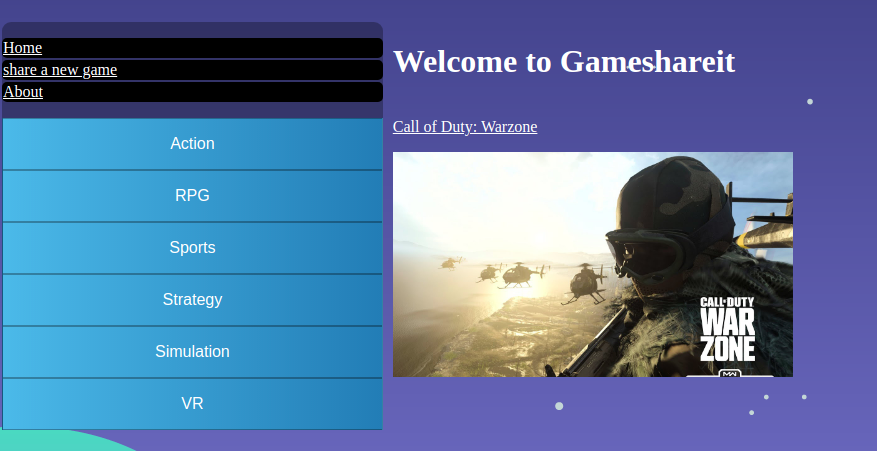 Home
share a new game
About
Action
RPG
Sports
Strategy
Simulation
VR
Welcome to Gameshareit
Call of Duty: Warzone
CALL OF DUTY
WAR
ZONE